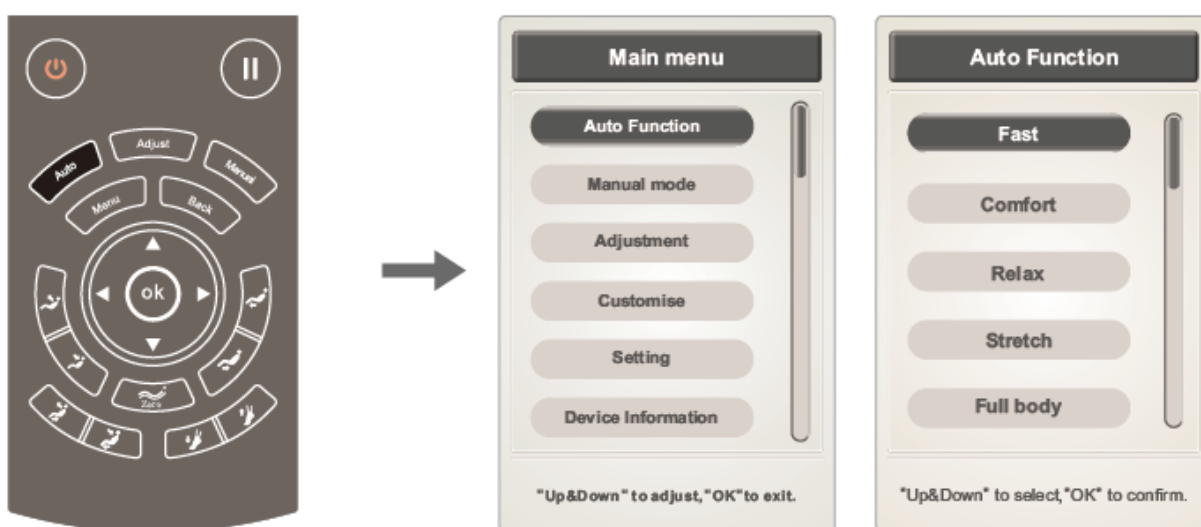 Adjust
Auto
Manual
Menu
Back
ok
Zero
Main menu
Auto Function
Manual mode
Adjustment
Customise
Setting
Device Information
"Up&Down" to adjust,"OK"to exit.
Auto Function
Fast
Comfort
Relax
Stretch
Full body
"Up&Down" to select,"OK" to confirm.